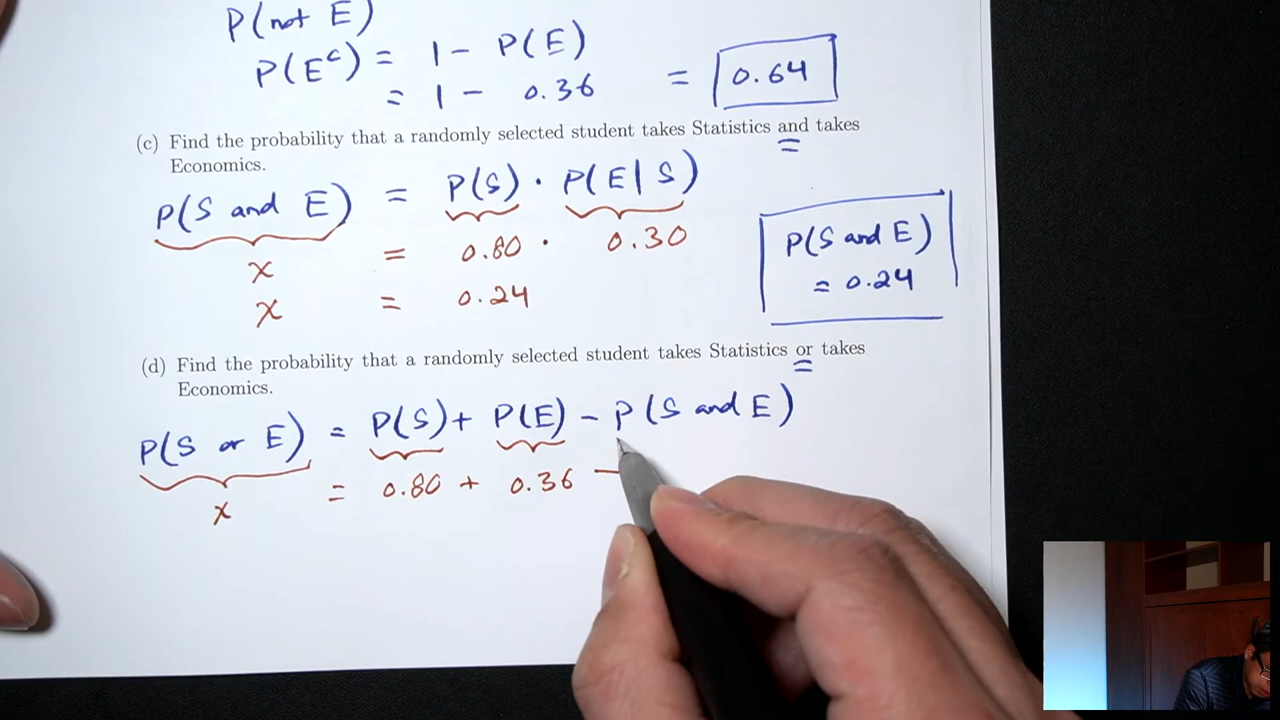 P(not E)
P(Eᶜ) = 1 - P(E)
= 1 - 0.36 = 0.64
(c) Find the probability that a randomly selected student takes Statistics and takes
Economics.
P(S and E) = P(S) · P(E|S)
x = 0.80 · 0.30
x = 0.24
P(S and E)
= 0.24
(d) Find the probability that a randomly selected student takes Statistics or takes
Economics.
P(S or E) = P(S) + P(E) - P(S and E)
x = 0.80 + 0.36 -